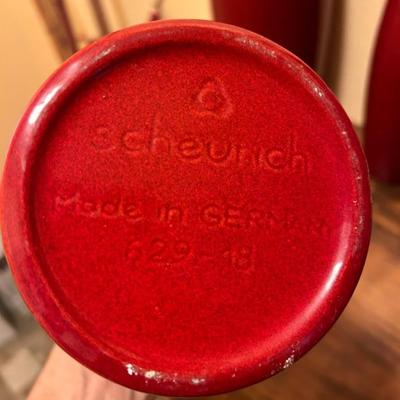 Scheurich
Made in GERMANY
629-18